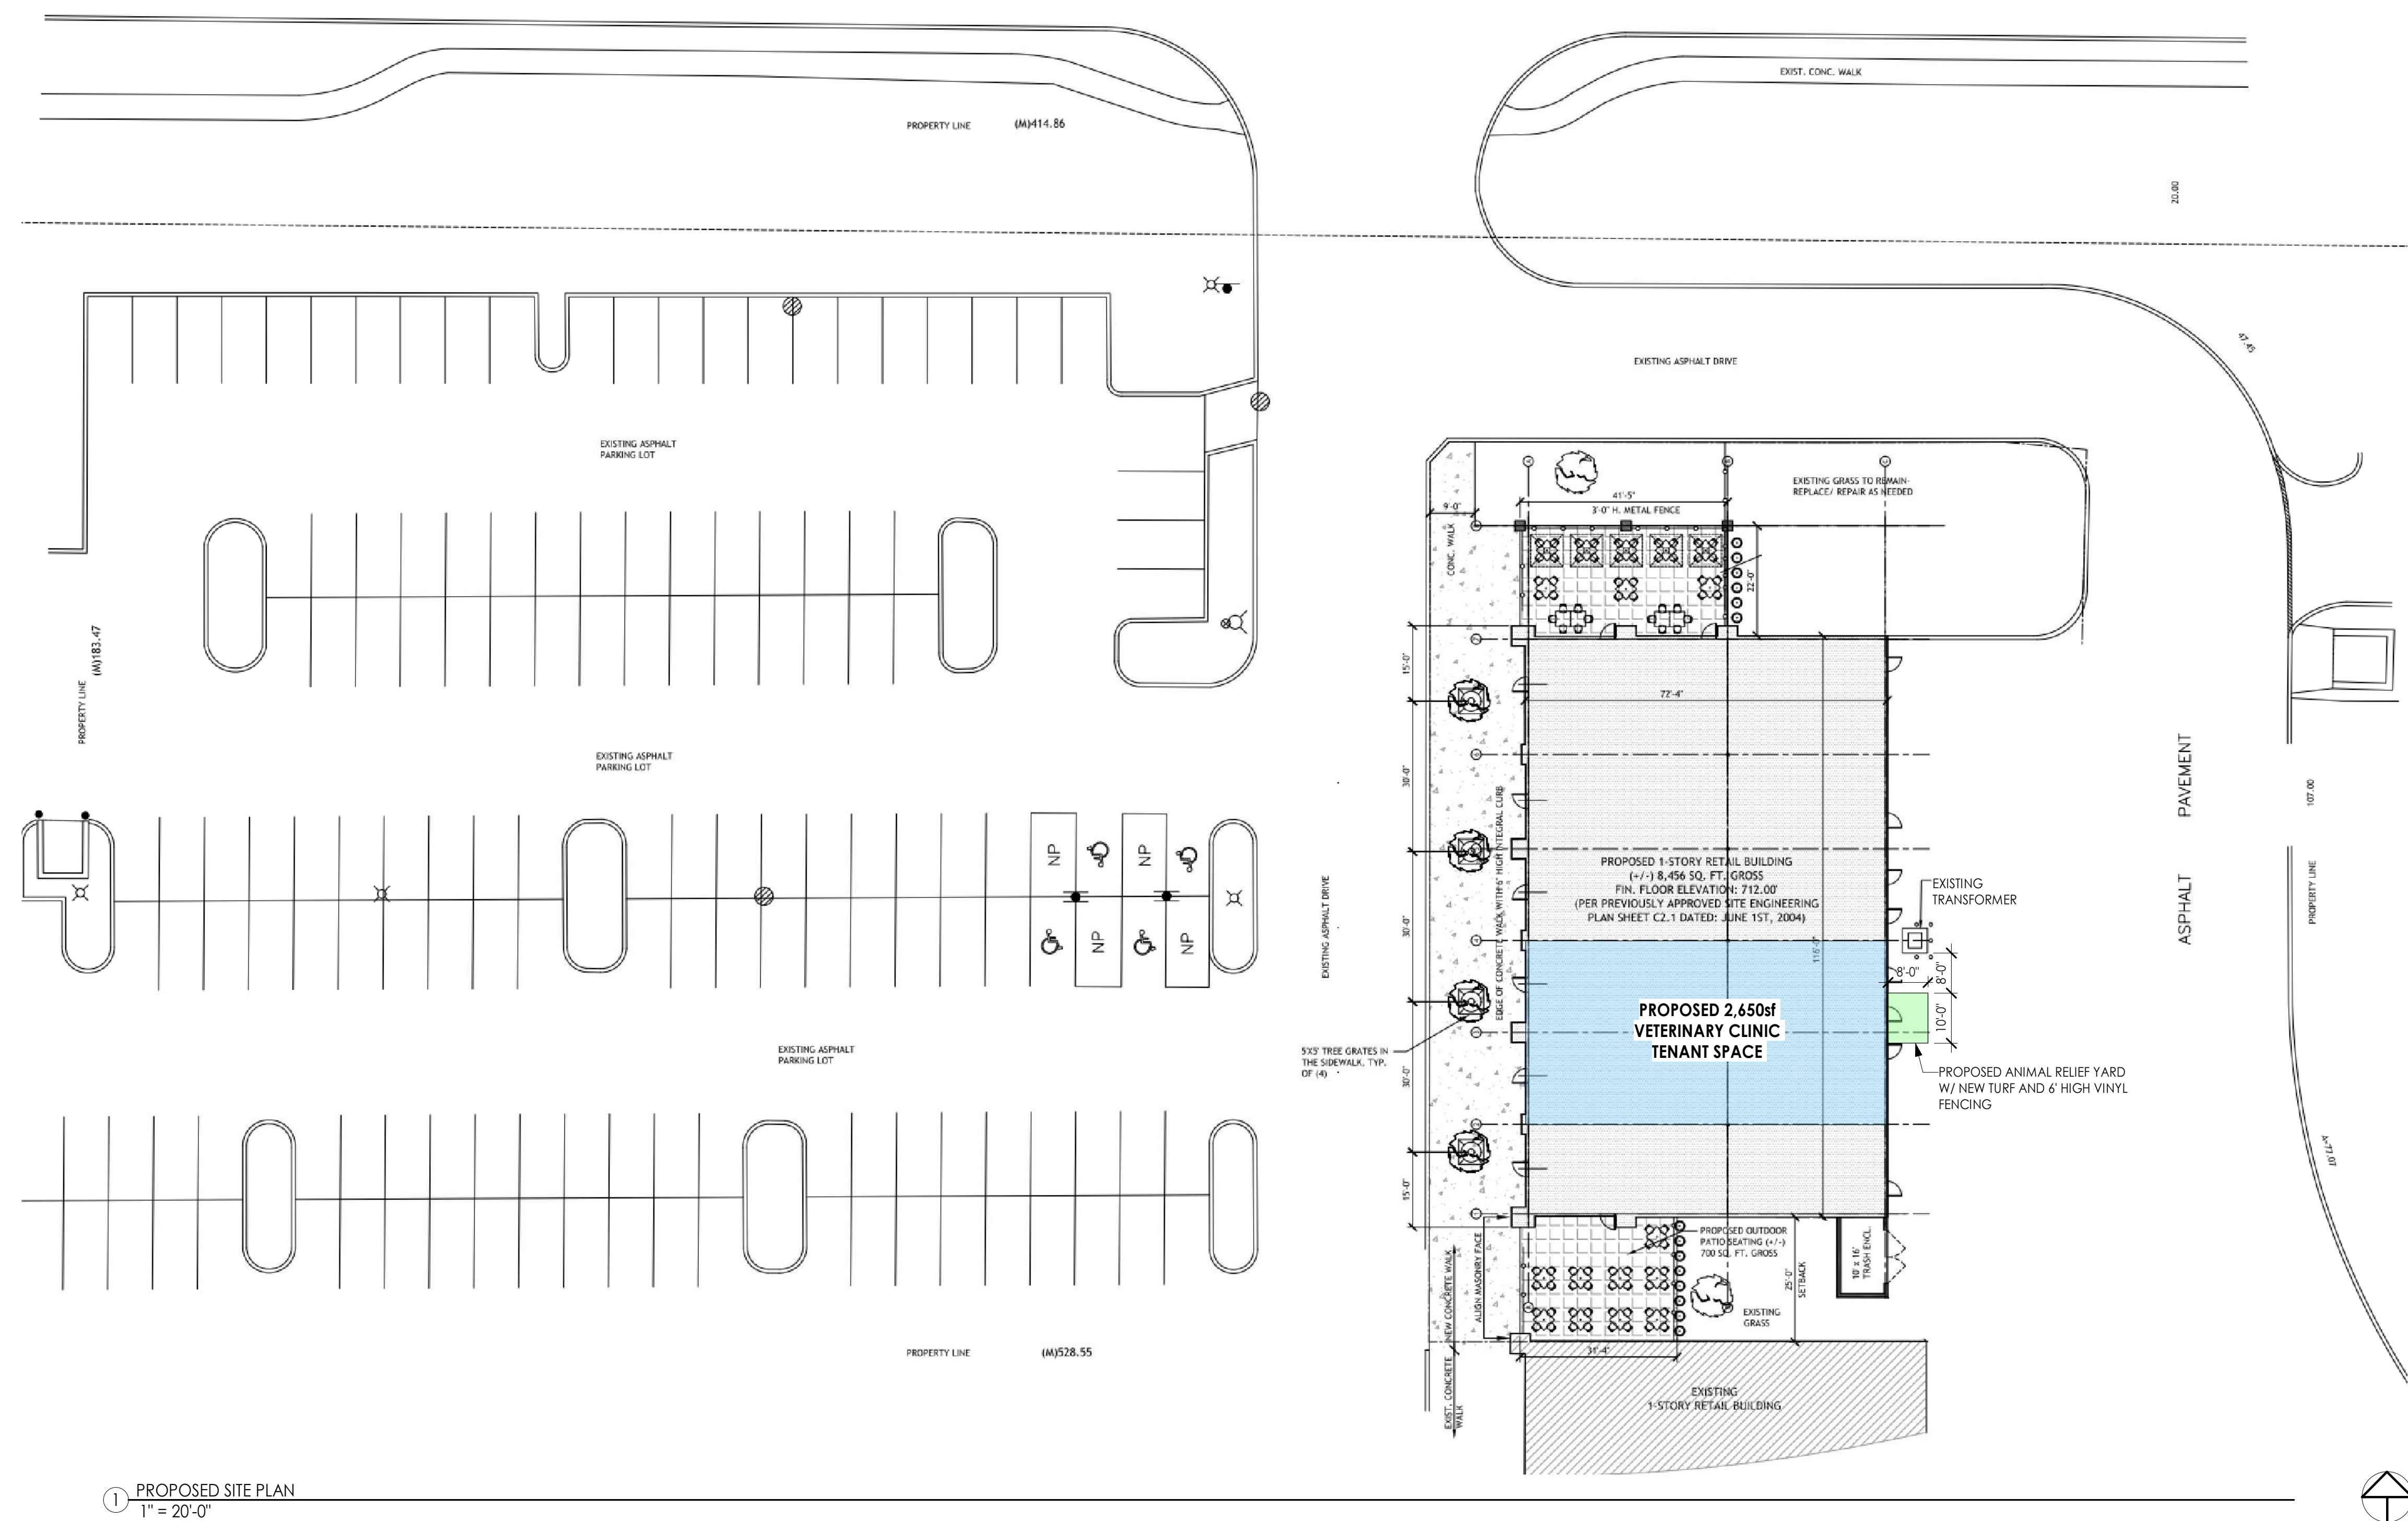 EXIST. CONC. WALK
PROPERTY LINE (M)414.86
20.00
47.45
EXISTING ASPHALT DRIVE
EXISTING ASPHALT
PARKING LOT
EXISTING GRASS TO REMAIN-
REPLACE/ REPAIR AS NEEDED
41'-5"
3'-0" H. METAL FENCE
9'-0"
CONC. WALK
22'-0"
PROPERTY LINE (M)183.47
15'-0"
72'-4"
EXISTING ASPHALT
PARKING LOT
30'-0"
EDGE OF CONCRETE WALK WITH 6" HIGH INTEGRAL CURB
ASPHALT PAVEMENT
107.00
PROPERTY LINE
NP
NP
NP
NP
EXISTING ASPHALT DRIVE
PROPOSED 1-STORY RETAIL BUILDING
(+/-) 8,456 SQ. FT. GROSS
FIN. FLOOR ELEVATION: 712.00'
(PER PREVIOUSLY APPROVED SITE ENGINEERING
PLAN SHEET C2.1 DATED: JUNE 1ST, 2004)
EXISTING
TRANSFORMER
30'-0"
116'-0"
8'-0"
8'-0"
10'-0"
PROPOSED 2,650sf
VETERINARY CLINIC
TENANT SPACE
EXISTING ASPHALT
PARKING LOT
5'X5' TREE GRATES IN
THE SIDEWALK, TYP.
OF (4)
30'-0"
PROPOSED ANIMAL RELIEF YARD
W/ NEW TURF AND 6' HIGH VINYL
FENCING
15'-0"
ALIGN MASONRY FACE
NEW CONCRETE WALK
PROPOSED OUTDOOR
PATIO SEATING (+/-)
700 SQ. FT. GROSS
25'-0"
SETBACK
10' x 16'
TRASH ENCL.
EXISTING
GRASS
PROPERTY LINE (M)528.55
31'-4"
EXIST. CONCRETE
WALK
EXISTING
1-STORY RETAIL BUILDING
1 PROPOSED SITE PLAN
1" = 20'-0"